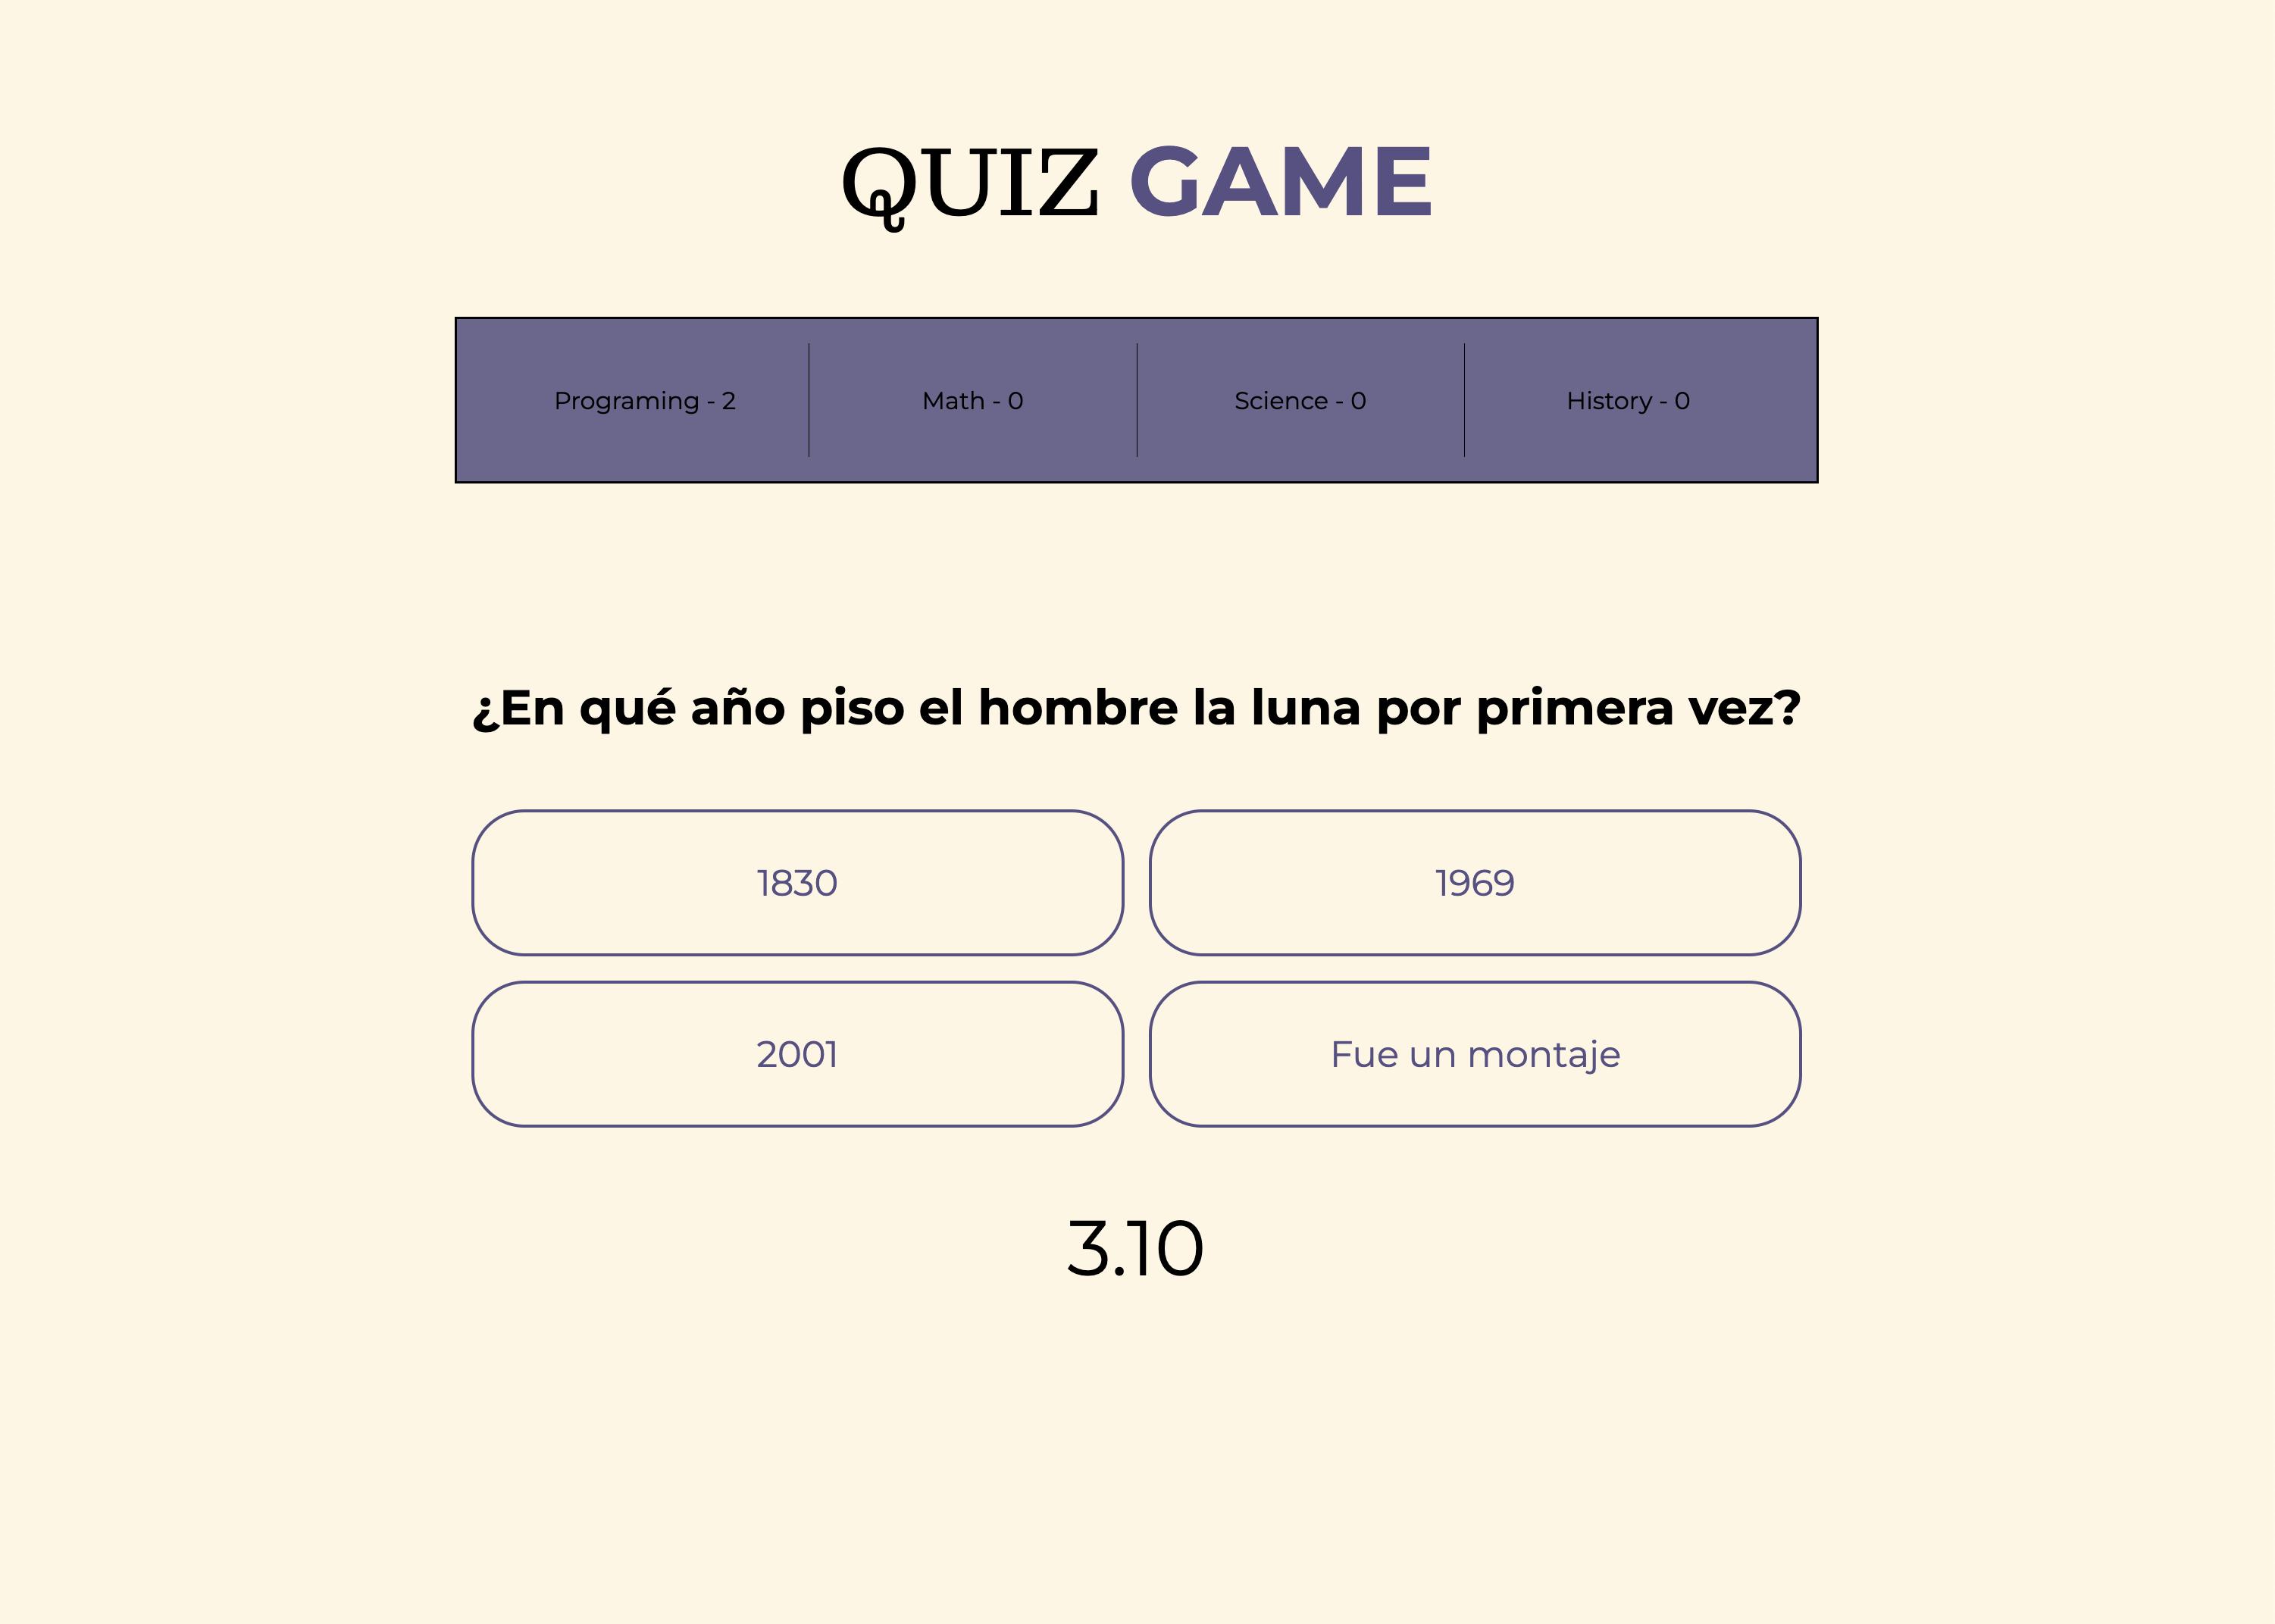 QUIZ GAME
Programing - 2
Math - 0
Science - 0
History - 0
¿En qué año piso el hombre la luna por primera vez?
1830
1969
2001
Fue un montaje
3.10